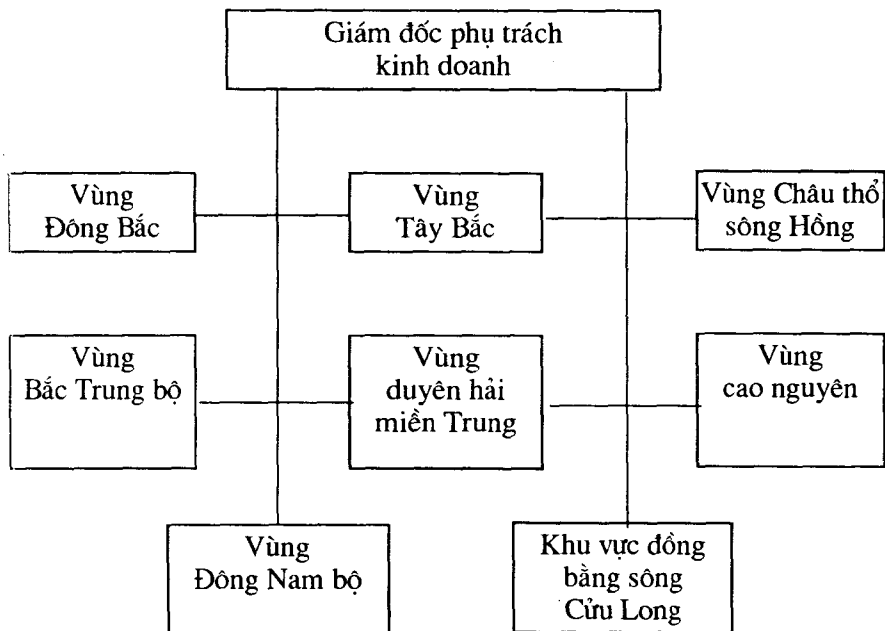 Giám đốc phụ trách
kinh doanh
Vùng
Đông Bắc
Vùng
Tây Bắc
Vùng Châu thổ
sông Hồng
Vùng
Bắc Trung bộ
Vùng
duyên hải
miền Trung
Vùng
cao nguyên
Vùng
Đông Nam bộ
Khu vực đồng
bằng sông
Cửu Long